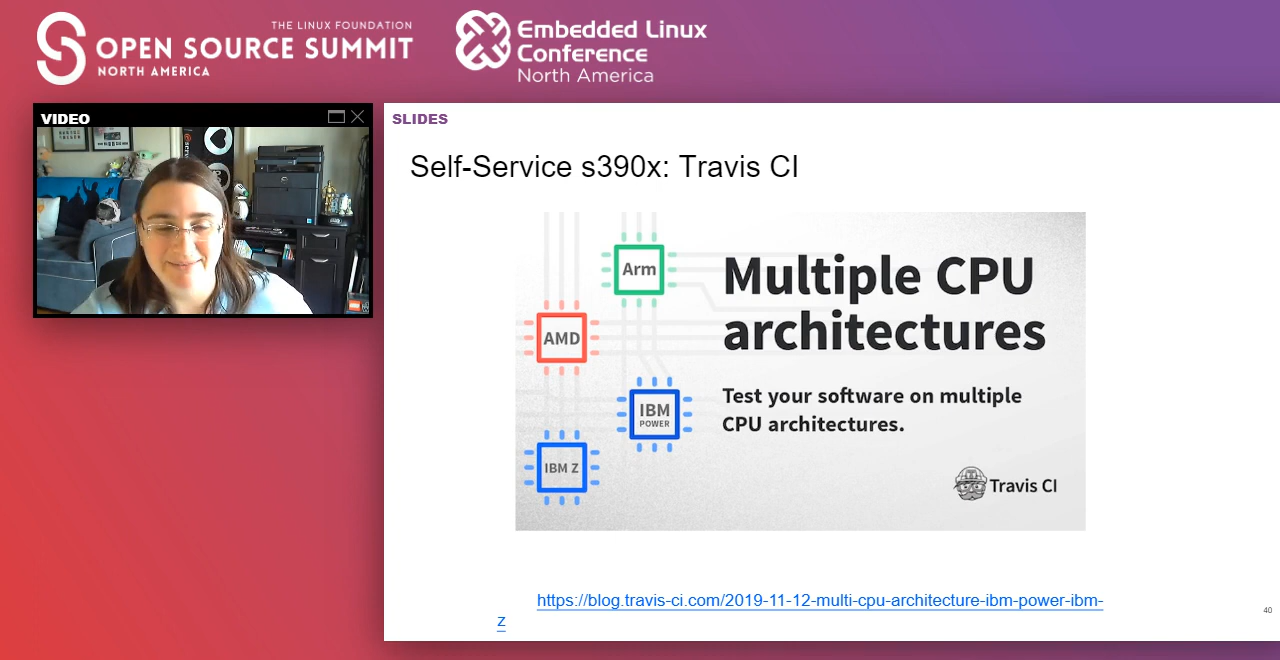 THE LINUX FOUNDATION
OPEN SOURCE SUMMIT
NORTH AMERICA
Embedded Linux
Conference
North America
VIDEO
SLIDES
Self-Service s390x: Travis CI
Arm
AMD
IBM
POWER
IBM Z
Multiple CPU
architectures
Test your software on multiple
CPU architectures.
Travis CI
https://blog.travis-ci.com/2019-11-12-multi-cpu-architecture-ibm-power-ibm-
z
40